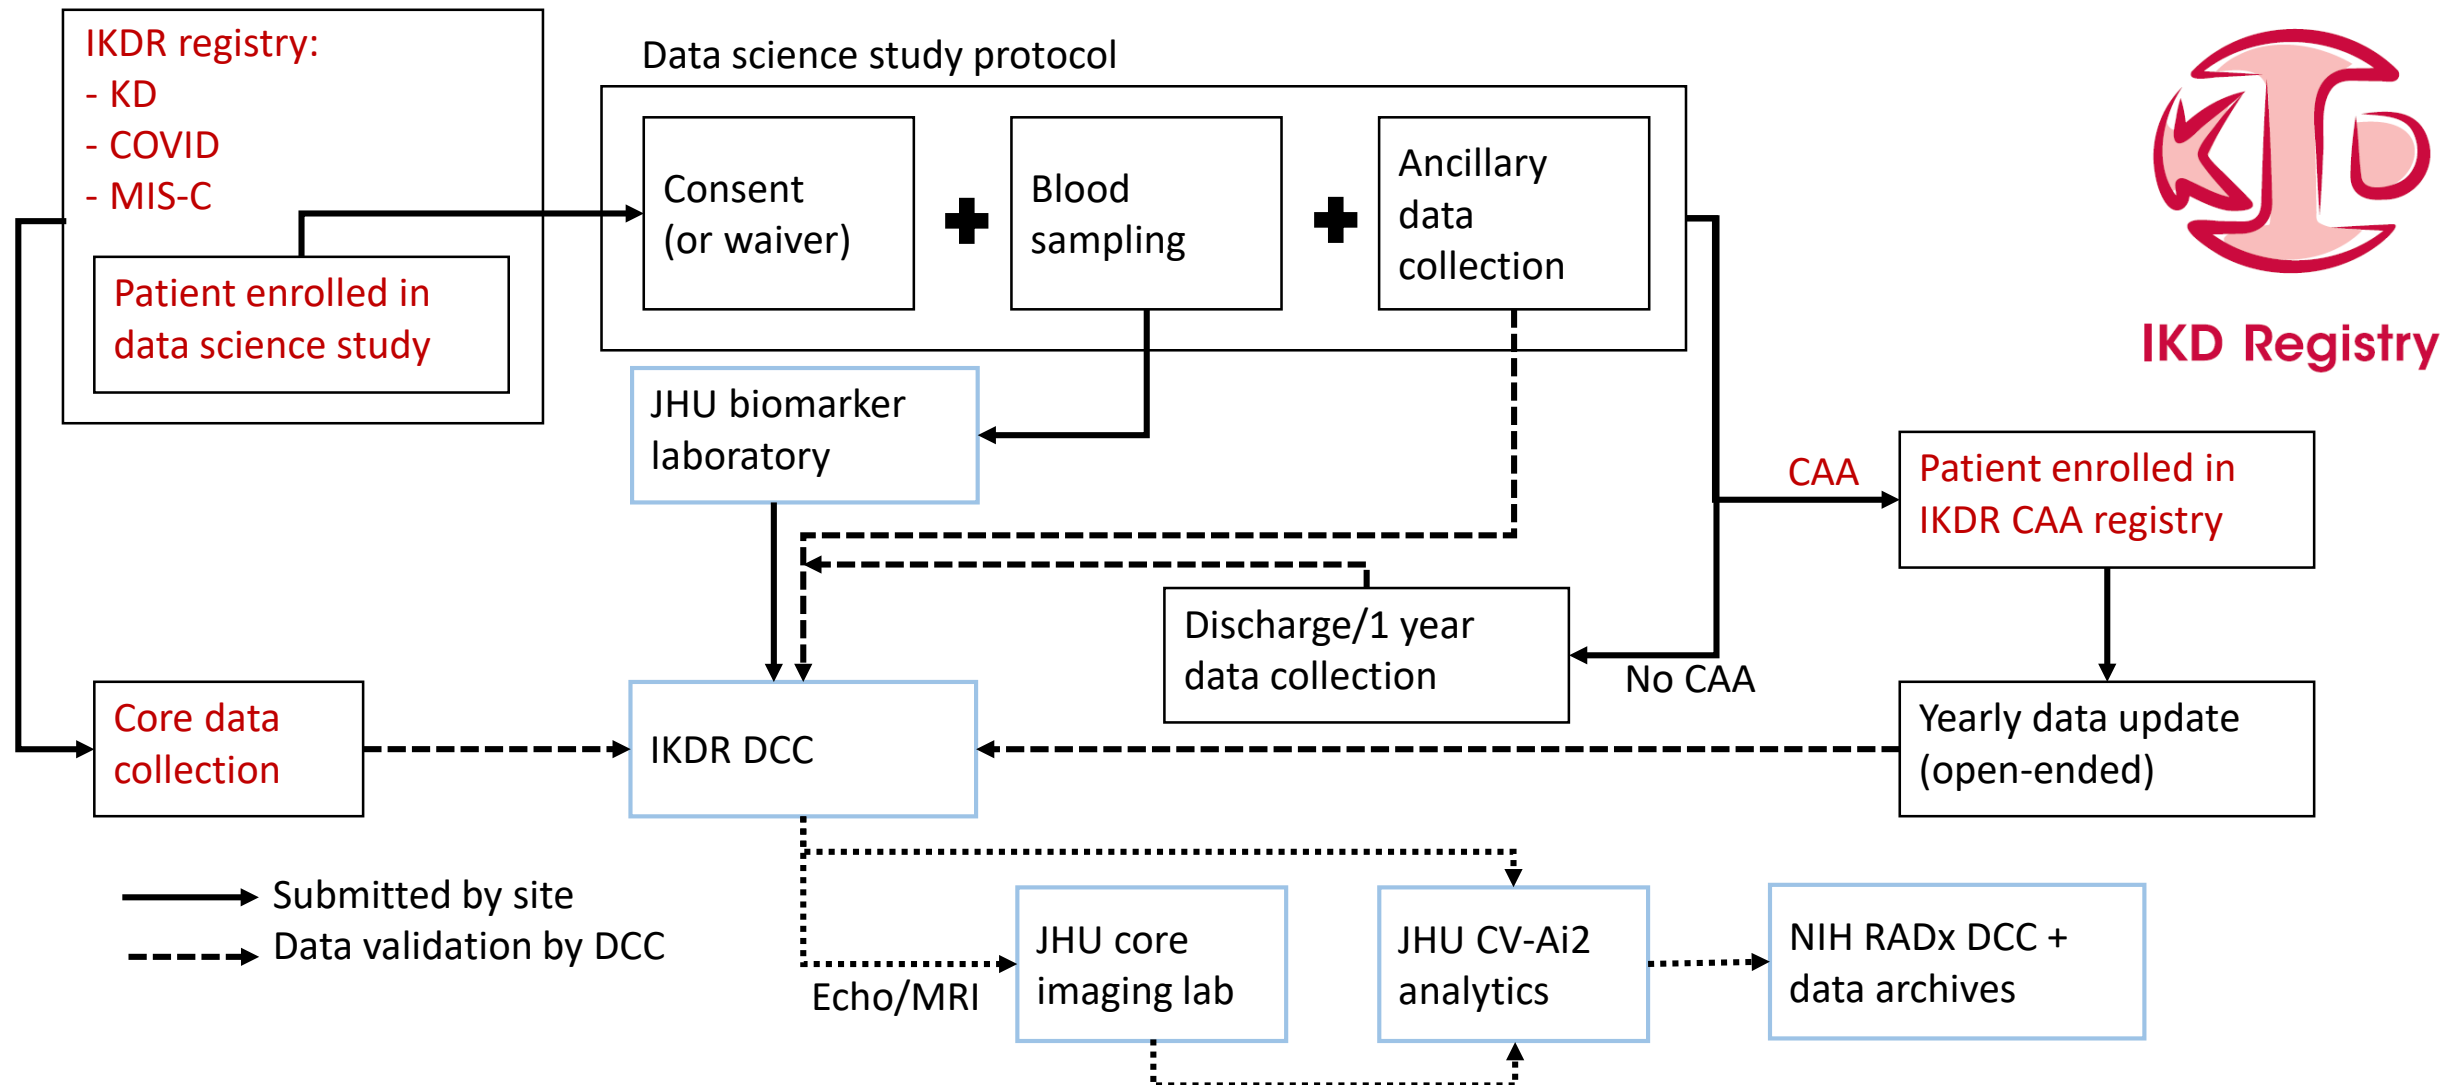 IKDR registry:
- KD
- COVID
- MIS-C
Patient enrolled in
data science study
Data science study protocol
Consent
(or waiver)
Blood
sampling
Ancillary
data
collection
KID
IKD Registry
JHU biomarker
laboratory
CAA
Patient enrolled in
IKDR CAA registry
Discharge/1 year
data collection
No CAA
Core data
collection
IKDR DCC
Yearly data update
(open-ended)
Submitted by site
Data validation by DCC
Echo/MRI
JHU core
imaging lab
JHU CV-Ai2
analytics
NIH RADx DCC +
data archives